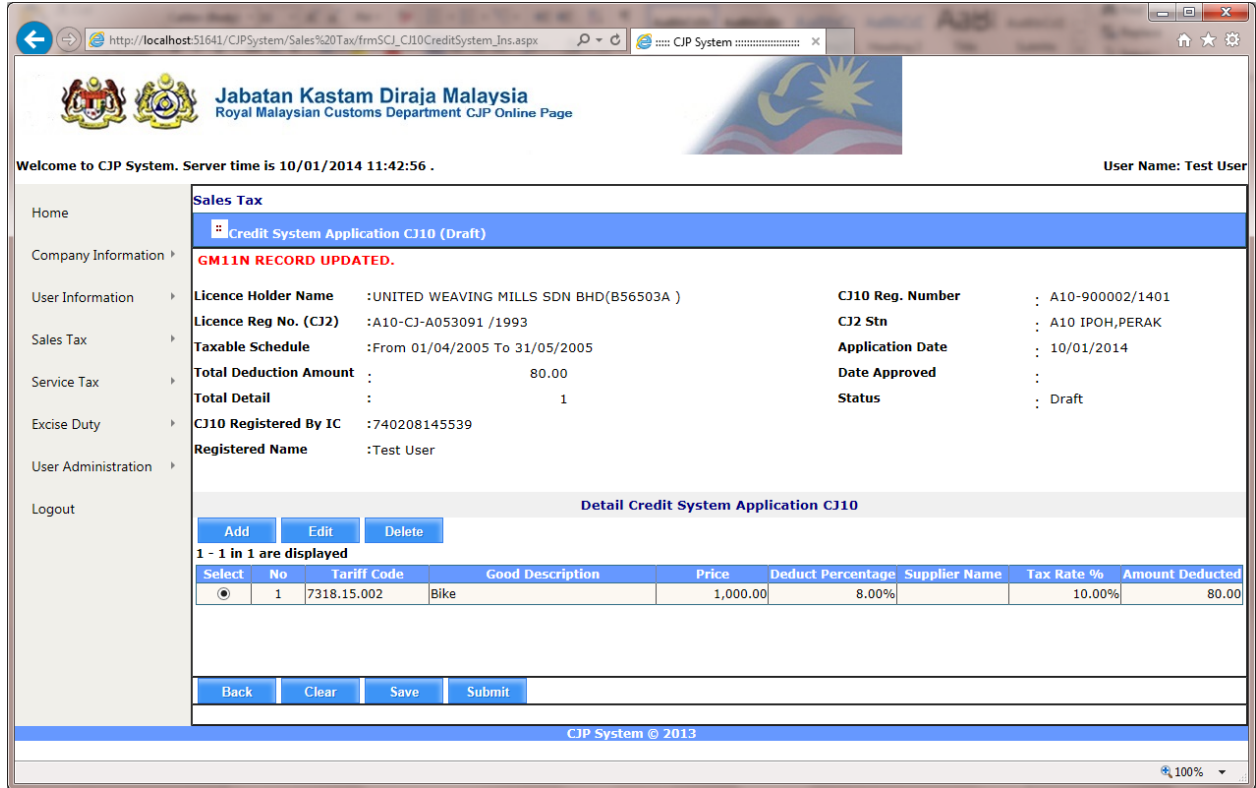 http://localhost:51641/CJPSystem/Sales%20Tax/frmSCJ_CJ10CreditSystem_Ins.aspx
::::: CJP System :::::::::::::::::::::
Jabatan Kastam Diraja Malaysia
Royal Malaysian Customs Department CJP Online Page
Welcome to CJP System. Server time is 10/01/2014 11:42:56 .
User Name: Test User
Home
Company Information
User Information
Sales Tax
Service Tax
Excise Duty
User Administration
Logout
Sales Tax
:: Credit System Application CJ10 (Draft)
GM11N RECORD UPDATED.
Licence Holder Name :UNITED WEAVING MILLS SDN BHD(B56503A ) CJ10 Reg. Number : A10-900002/1401
Licence Reg No. (CJ2) :A10-CJ-A053091 /1993 CJ2 Stn : A10 IPOH,PERAK
Taxable Schedule :From 01/04/2005 To 31/05/2005 Application Date : 10/01/2014
Total Deduction Amount : 80.00 Date Approved :
Total Detail : 1 Status : Draft
CJ10 Registered By IC :740208145539
Registered Name :Test User
Detail Credit System Application CJ10
Add Edit Delete
1 - 1 in 1 are displayed
Select No Tariff Code Good Description Price Deduct Percentage Supplier Name Tax Rate % Amount Deducted
1 7318.15.002 Bike 1,000.00 8.00% 10.00% 80.00
Back Clear Save Submit
CJP System © 2013
100%